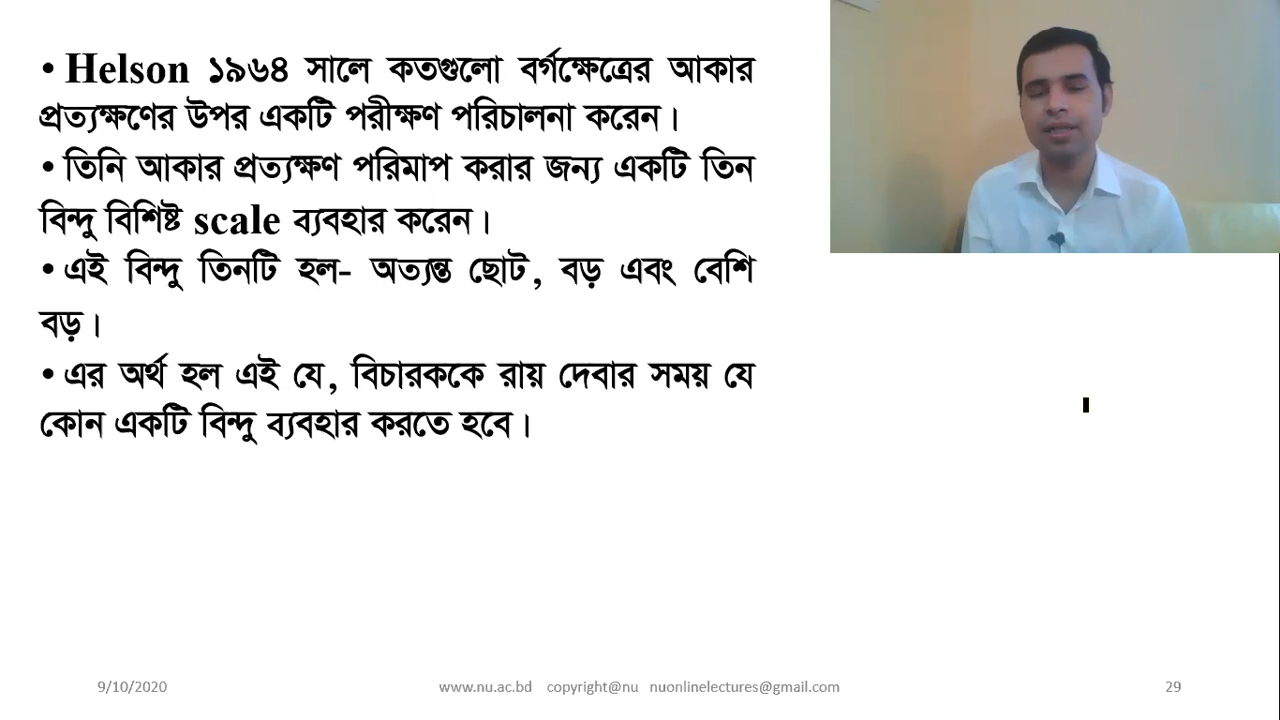 • Helson ১৯৬৪ সালে কতগুলো বর্গক্ষেত্রের আকার
প্রত্যক্ষণের উপর একটি পরীক্ষণ পরিচালনা করেন।
• তিনি আকার প্রত্যক্ষণ পরিমাপ করার জন্য একটি তিন
বিন্দু বিশিষ্ট scale ব্যবহার করেন।
• এই বিন্দু তিনটি হল- অত্যন্ত ছোট, বড় এবং বেশি
বড়।
• এর অর্থ হল এই যে, বিচারককে রায় দেবার সময় যে
কোন একটি বিন্দু ব্যবহার করতে হবে।
9/10/2020 www.nu.ac.bd copyright@nu nuonlinelectures@gmail.com 29